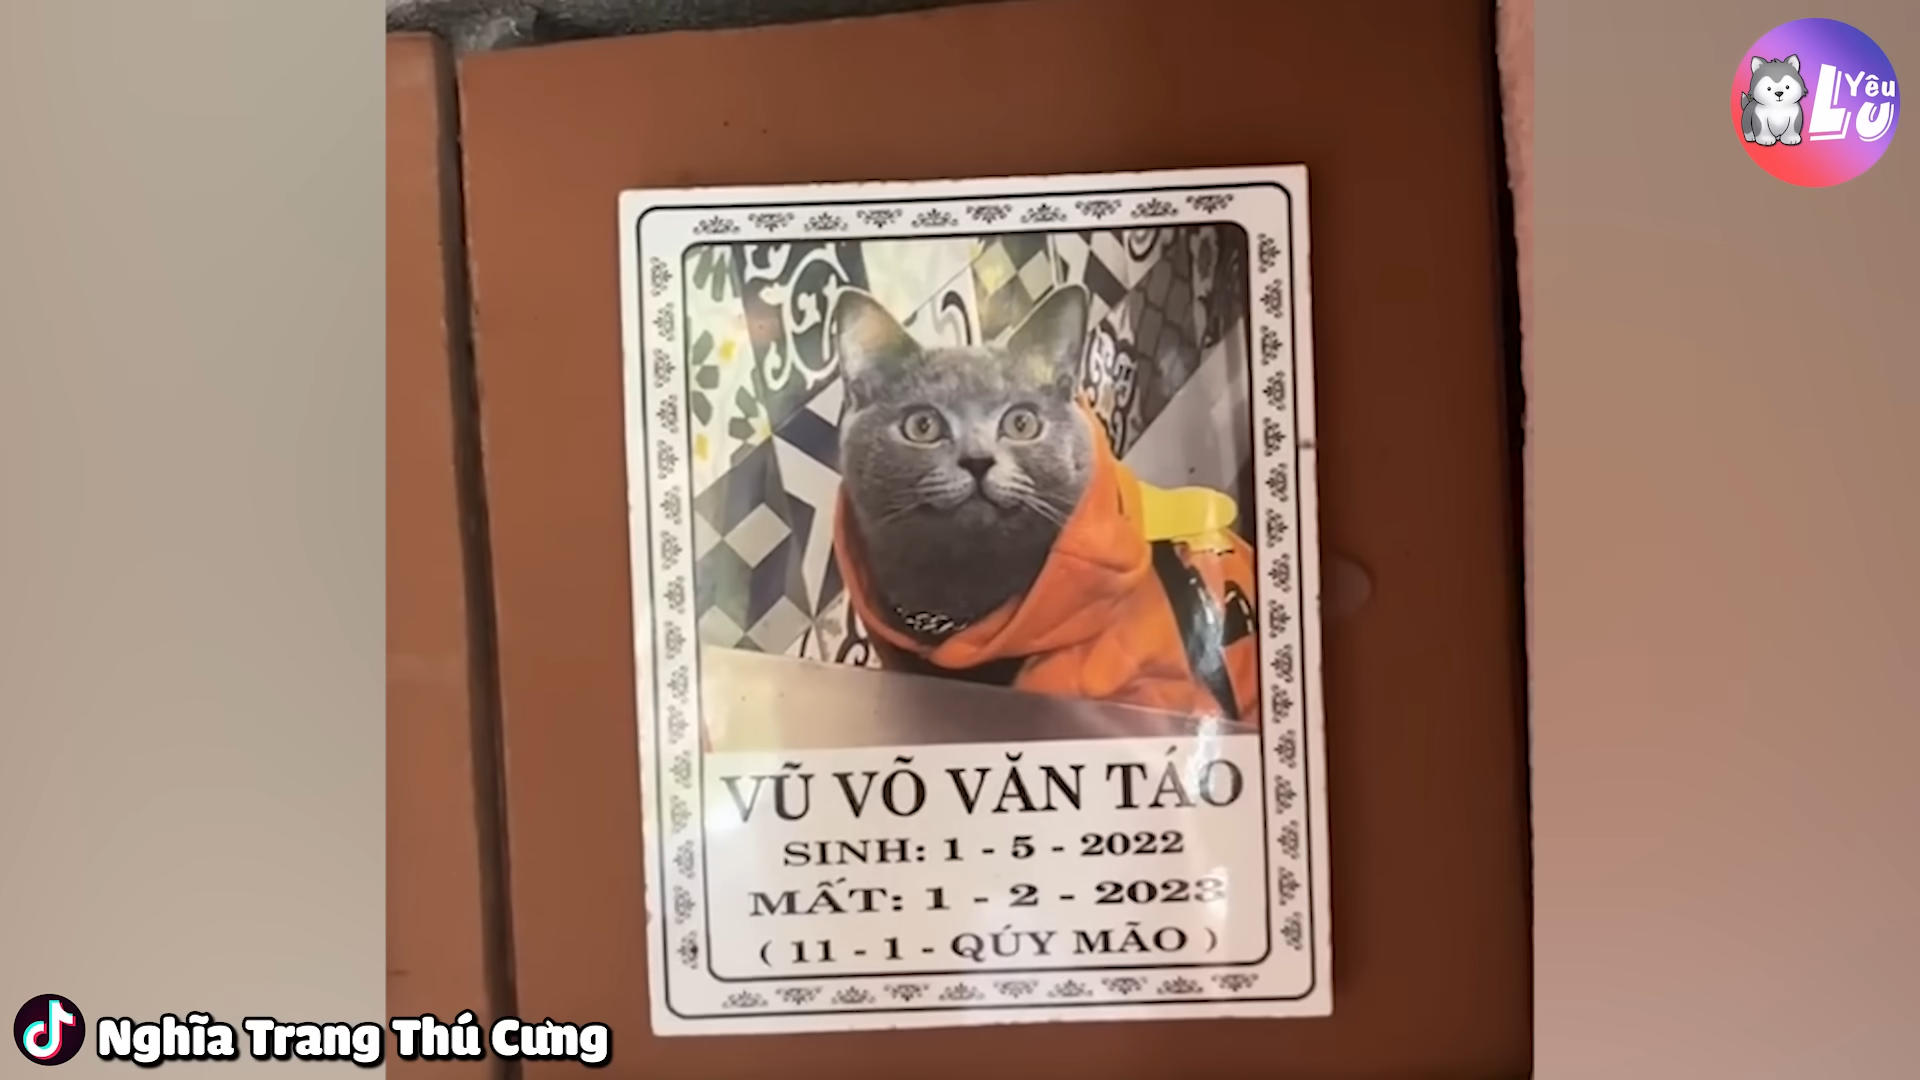 Yêu
Lu
VŨ VÕ VĂN TÁO
SINH: 1 - 5 - 2022
MẤT: 1 - 2 - 2023
( 11 - 1 - QÚY MÃO )
Nghĩa Trang Thú Cưng